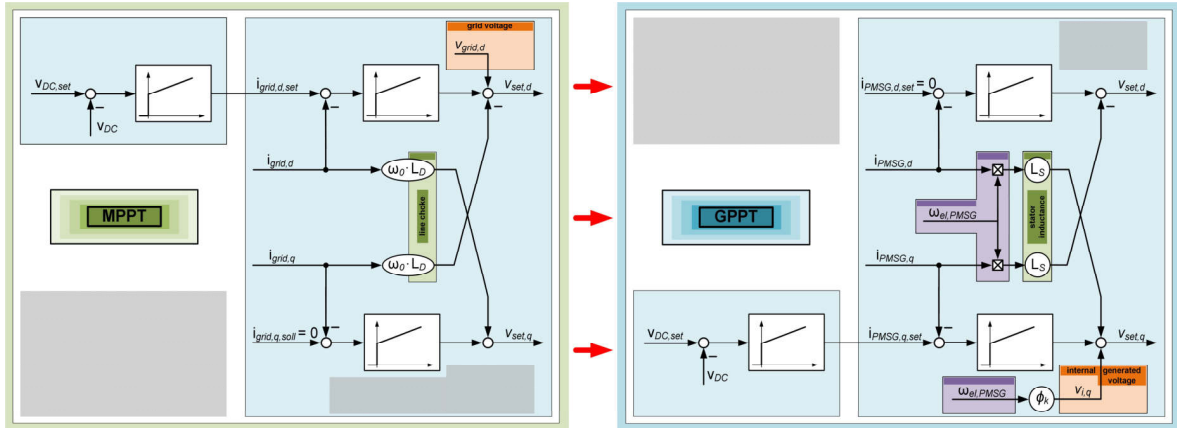 grid voltage
v_grid,d
v_DC,set
v_DC
i_grid,d,set
v_set,d
i_grid,d
ω₀· L_D
MPPT
line choke
i_grid,q
ω₀· L_D
i_grid,q,soll = 0
v_set,q
i_PMSG,d,set = 0
v_set,d
i_PMSG,d
L_S
GPPT
ω_el,PMSG
stator
inductance
i_PMSG,q
L_S
v_DC,set
v_DC
i_PMSG,q,set
v_set,q
internal generated
voltage
ω_el,PMSG
ϕ_k
v_i,q